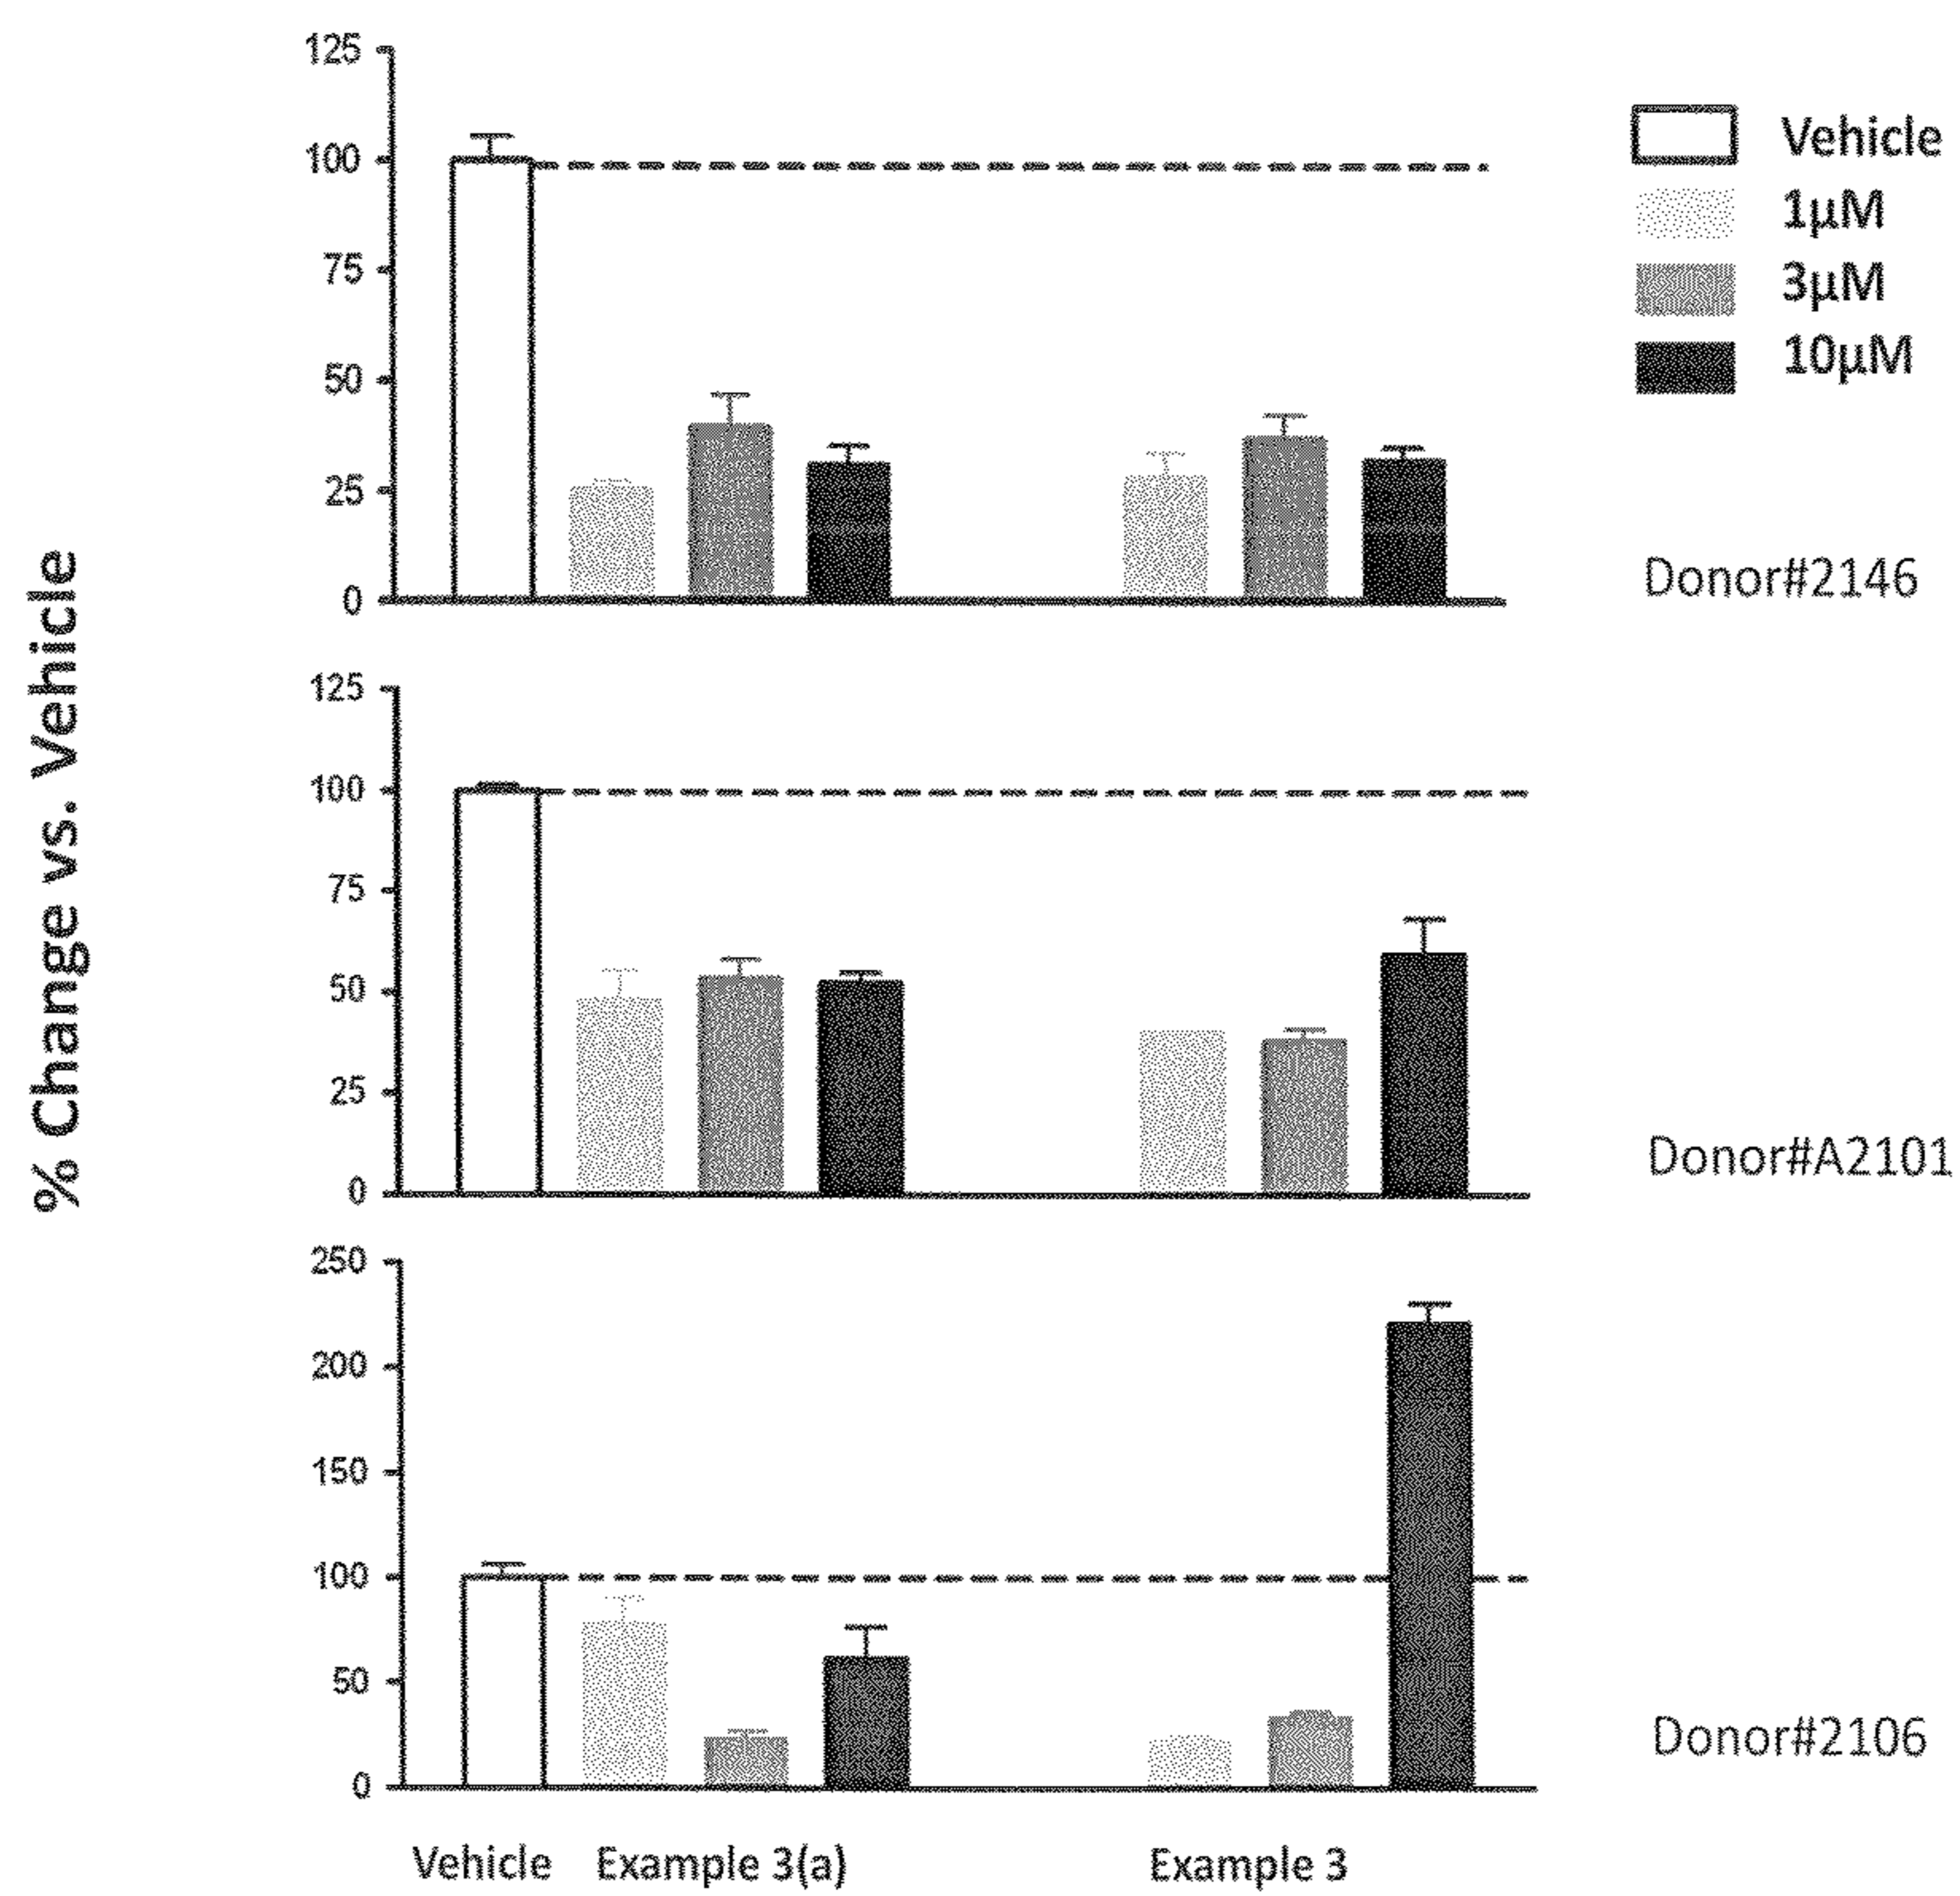 % Change vs. Vehicle
125
100
75
50
25
0
Vehicle
1µM
3µM
10µM
Donor#2146
125
100
75
50
25
0
Donor#A2101
250
200
150
100
50
0
Donor#2106
Vehicle Example 3(a) Example 3